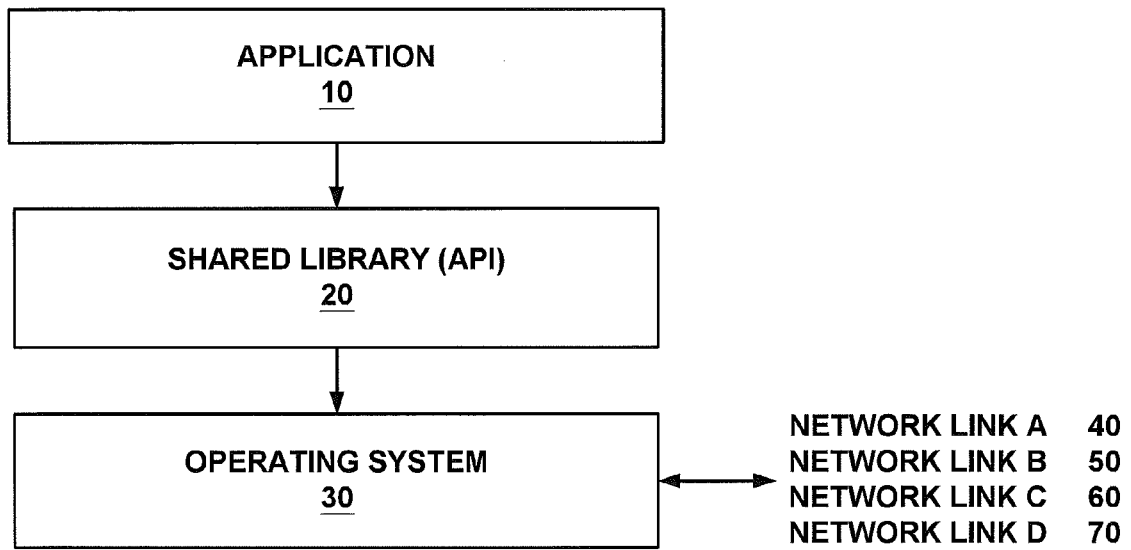 APPLICATION
10
SHARED LIBRARY (API)
20
OPERATING SYSTEM
30
NETWORK LINK A 40
NETWORK LINK B 50
NETWORK LINK C 60
NETWORK LINK D 70